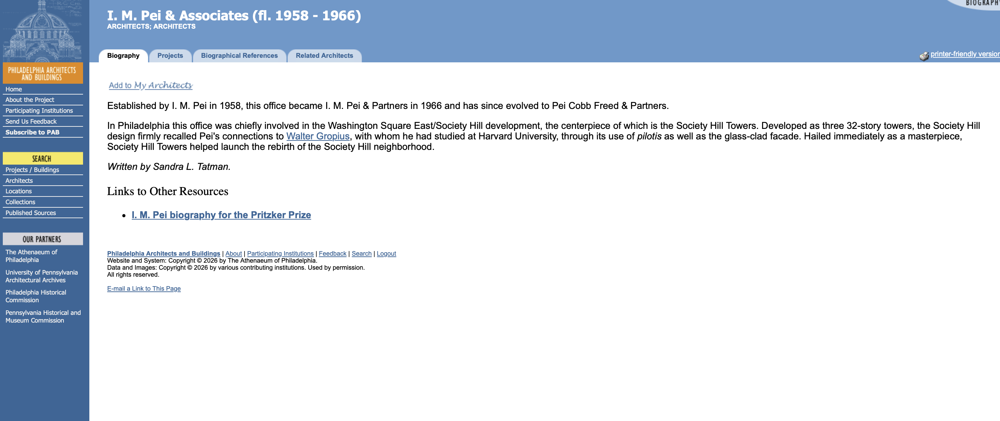 BIOGRAPHY
I. M. Pei & Associates (fl. 1958 - 1966)
ARCHITECTS; ARCHITECTS
Biography
Projects
Biographical References
Related Architects
printer-friendly version
PHILADELPHIA ARCHITECTS
AND BUILDINGS
Home
About the Project
Participating Institutions
Send Us Feedback
Subscribe to PAB
SEARCH
Projects / Buildings
Architects
Locations
Collections
Published Sources
OUR PARTNERS
The Athenaeum of
Philadelphia
University of Pennsylvania
Architectural Archives
Philadelphia Historical
Commission
Pennsylvania Historical and
Museum Commission
Add to My Architects
Established by I. M. Pei in 1958, this office became I. M. Pei & Partners in 1966 and has since evolved to Pei Cobb Freed & Partners.
In Philadelphia this office was chiefly involved in the Washington Square East/Society Hill development, the centerpiece of which is the Society Hill Towers. Developed as three 32-story towers, the Society Hill
design firmly recalled Pei's connections to Walter Gropius, with whom he had studied at Harvard University, through its use of pilotis as well as the glass-clad facade. Hailed immediately as a masterpiece,
Society Hill Towers helped launch the rebirth of the Society Hill neighborhood.
Written by Sandra L. Tatman.
Links to Other Resources
• I. M. Pei biography for the Pritzker Prize
Philadelphia Architects and Buildings | About | Participating Institutions | Feedback | Search | Logout
Website and System: Copyright © 2026 by The Athenaeum of Philadelphia.
Data and Images: Copyright © 2026 by various contributing institutions. Used by permission.
All rights reserved.
E-mail a Link to This Page